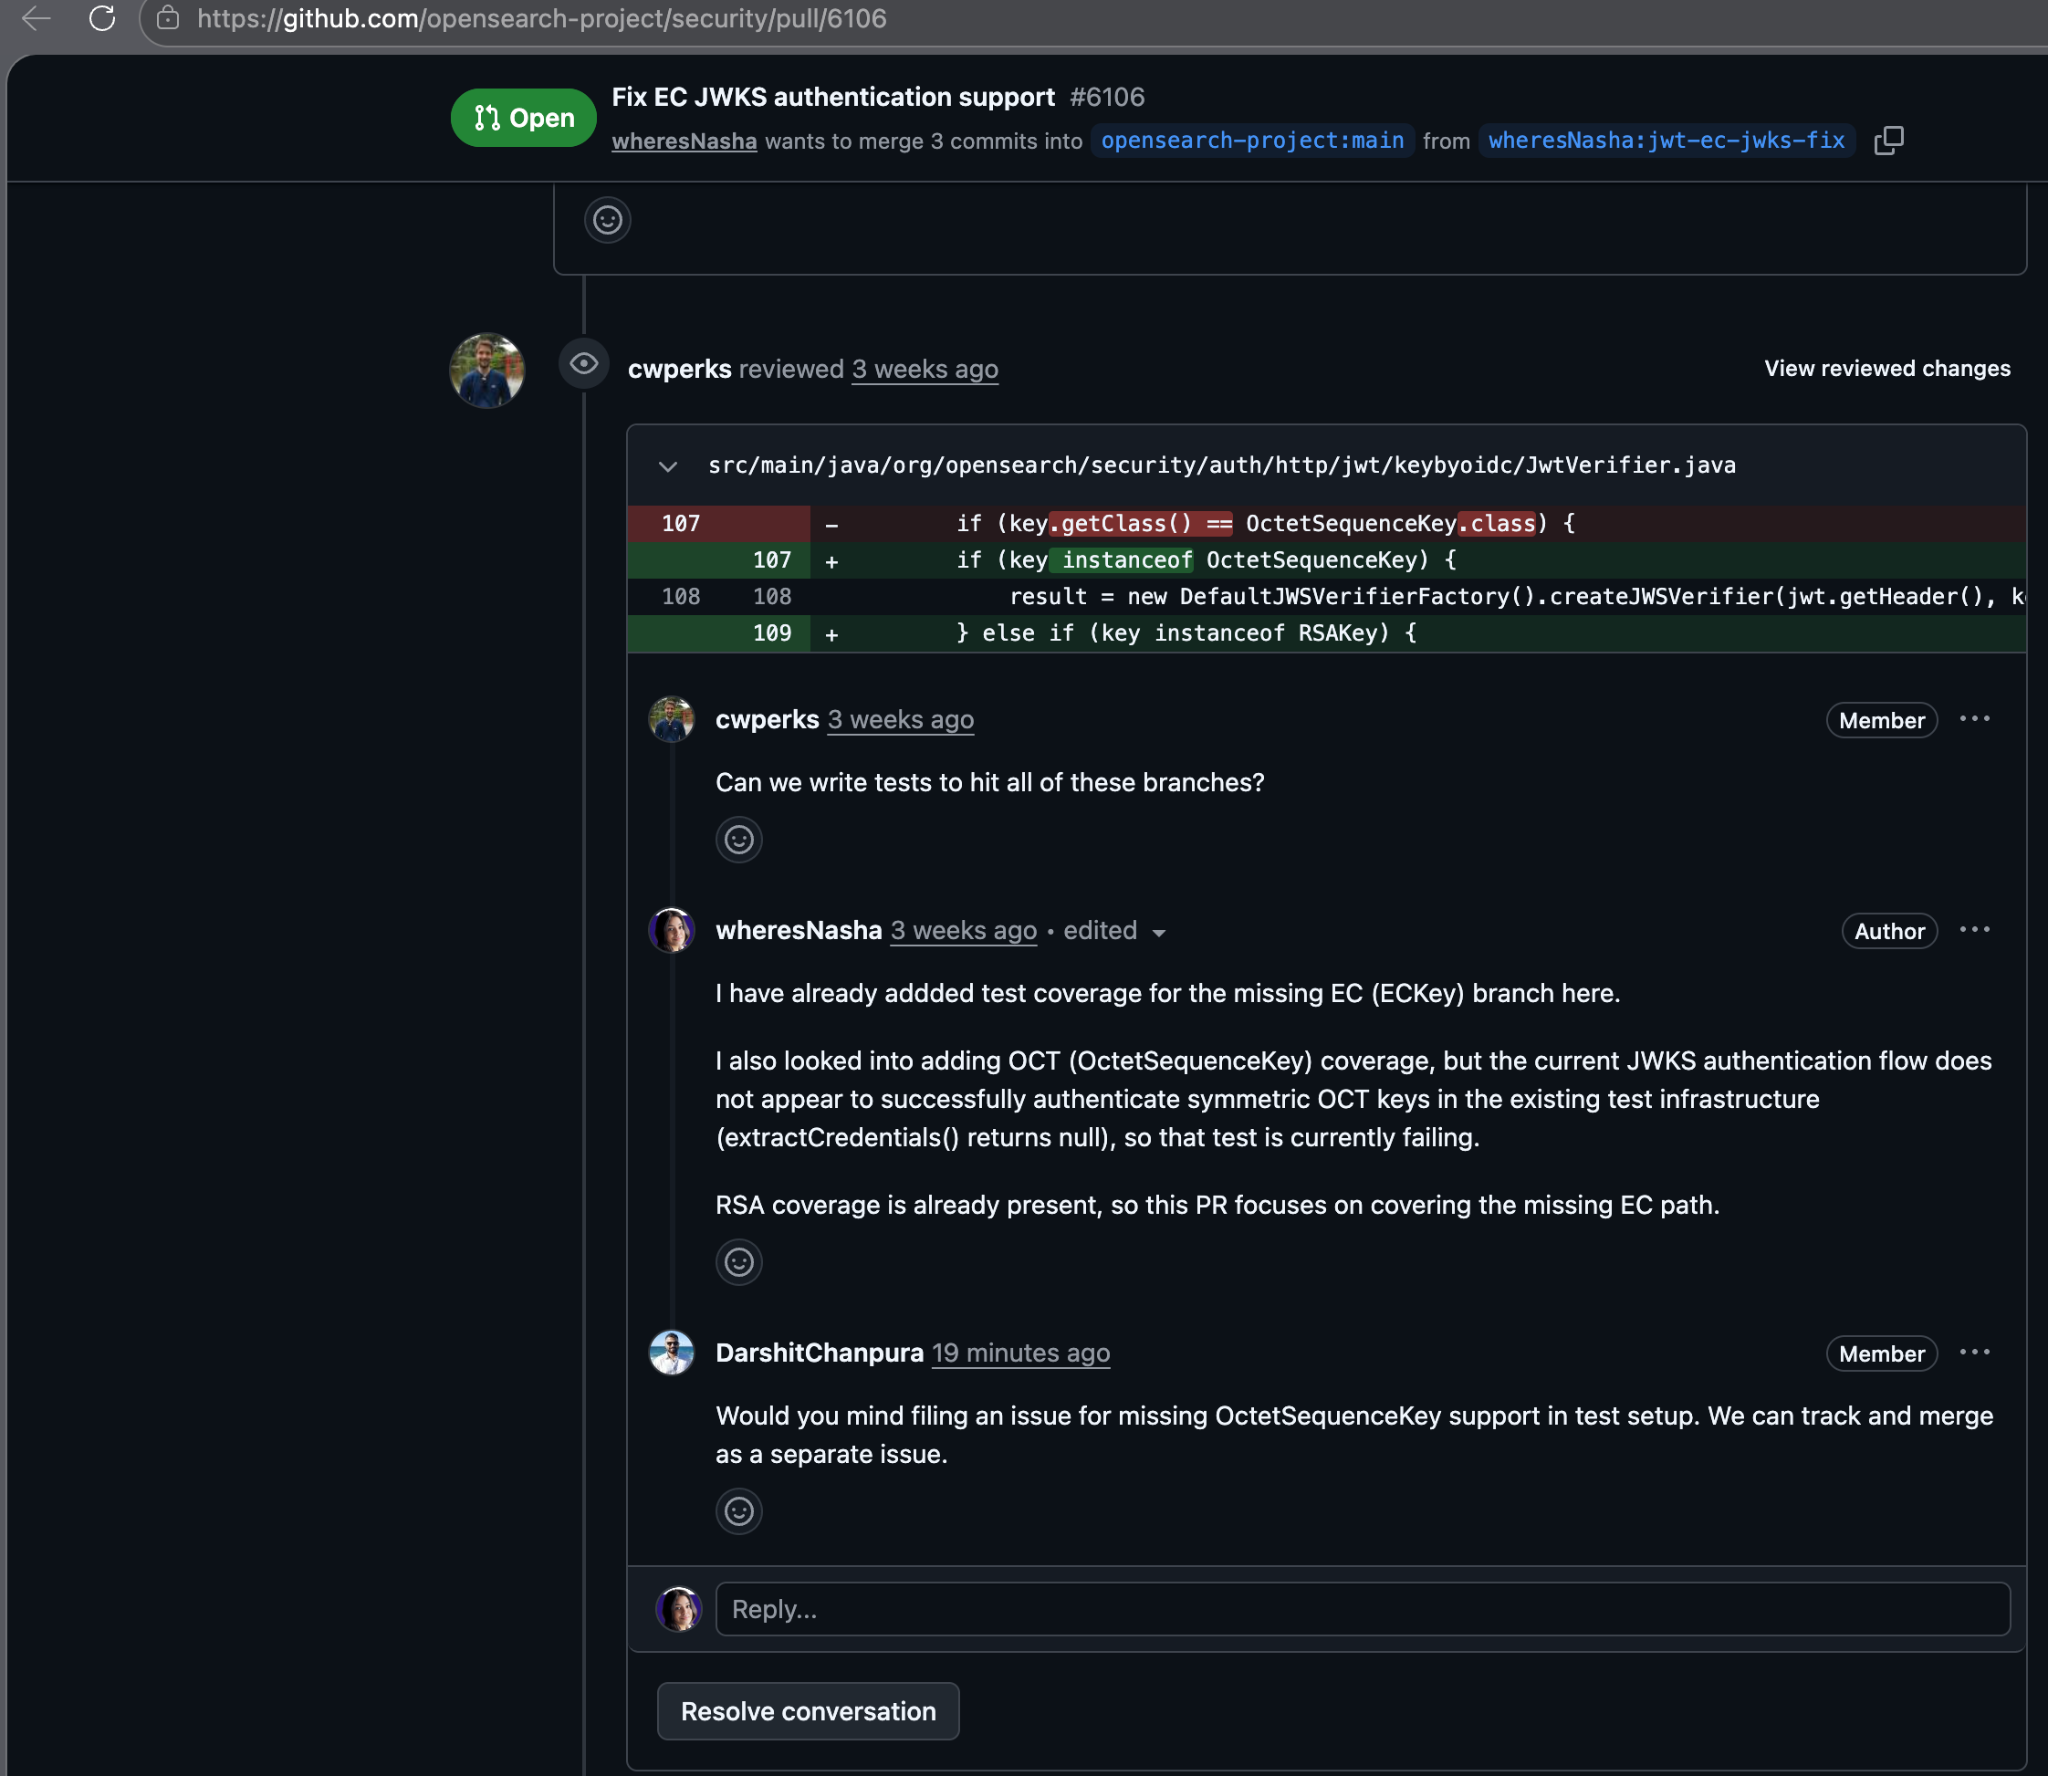 https://github.com/opensearch-project/security/pull/6106
Open
Fix EC JWKS authentication support #6106
wheresNasha wants to merge 3 commits into opensearch-project:main from wheresNasha:jwt-ec-jwks-fix
cwperks reviewed 3 weeks ago
View reviewed changes
src/main/java/org/opensearch/security/auth/http/jwt/keybyoidc/JwtVerifier.java
107 - if (key.getClass() == OctetSequenceKey.class) {
107 + if (key instanceof OctetSequenceKey) {
108 108 result = new DefaultJWSVerifierFactory().createJWSVerifier(jwt.getHeader(), k
109 + } else if (key instanceof RSAKey) {
cwperks 3 weeks ago
Member
Can we write tests to hit all of these branches?
wheresNasha 3 weeks ago • edited
Author
I have already addded test coverage for the missing EC (ECKey) branch here.
I also looked into adding OCT (OctetSequenceKey) coverage, but the current JWKS authentication flow does
not appear to successfully authenticate symmetric OCT keys in the existing test infrastructure
(extractCredentials() returns null), so that test is currently failing.
RSA coverage is already present, so this PR focuses on covering the missing EC path.
DarshitChanpura 19 minutes ago
Member
Would you mind filing an issue for missing OctetSequenceKey support in test setup. We can track and merge
as a separate issue.
Reply...
Resolve conversation